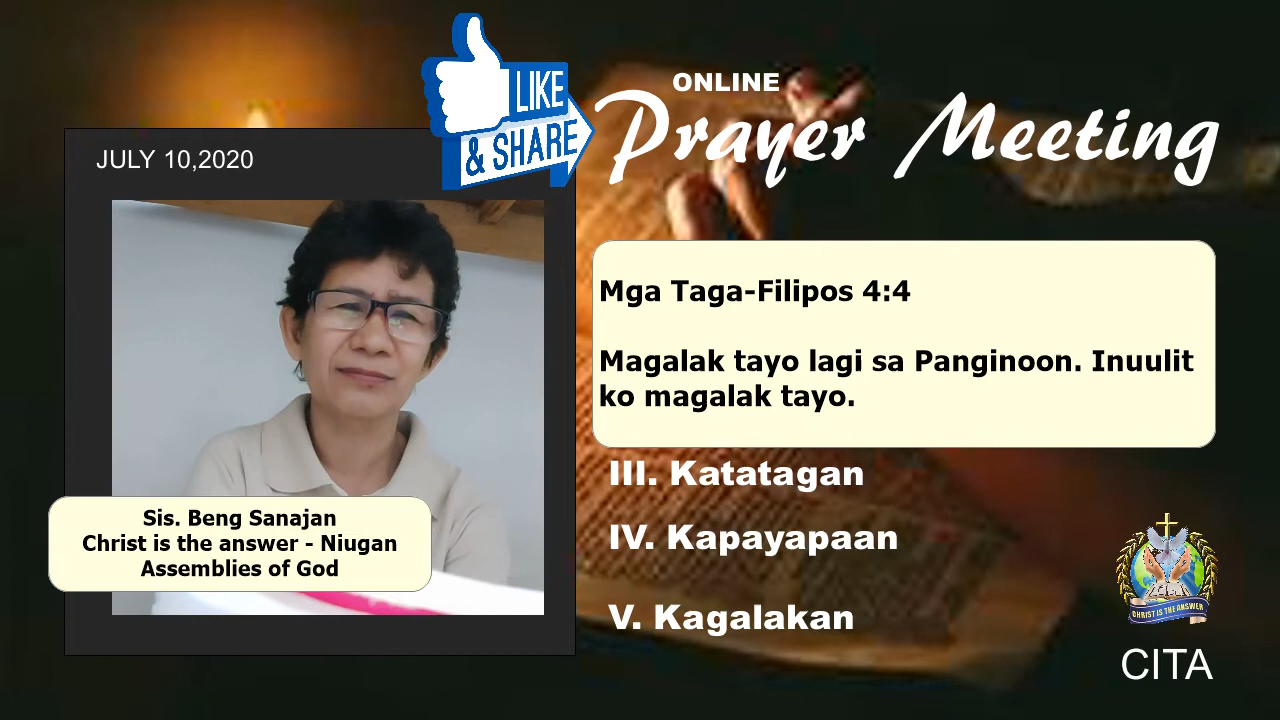 LIKE
& SHARE
ONLINE
Prayer Meeting
JULY 10,2020
Mga Taga-Filipos 4:4
Magalak tayo lagi sa Panginoon. Inuulit
ko magalak tayo.
III. Katatagan
IV. Kapayapaan
V. Kagalakan
Sis. Beng Sanajan
Christ is the answer - Niugan
Assemblies of God
CHRIST IS THE ANSWER
CITA